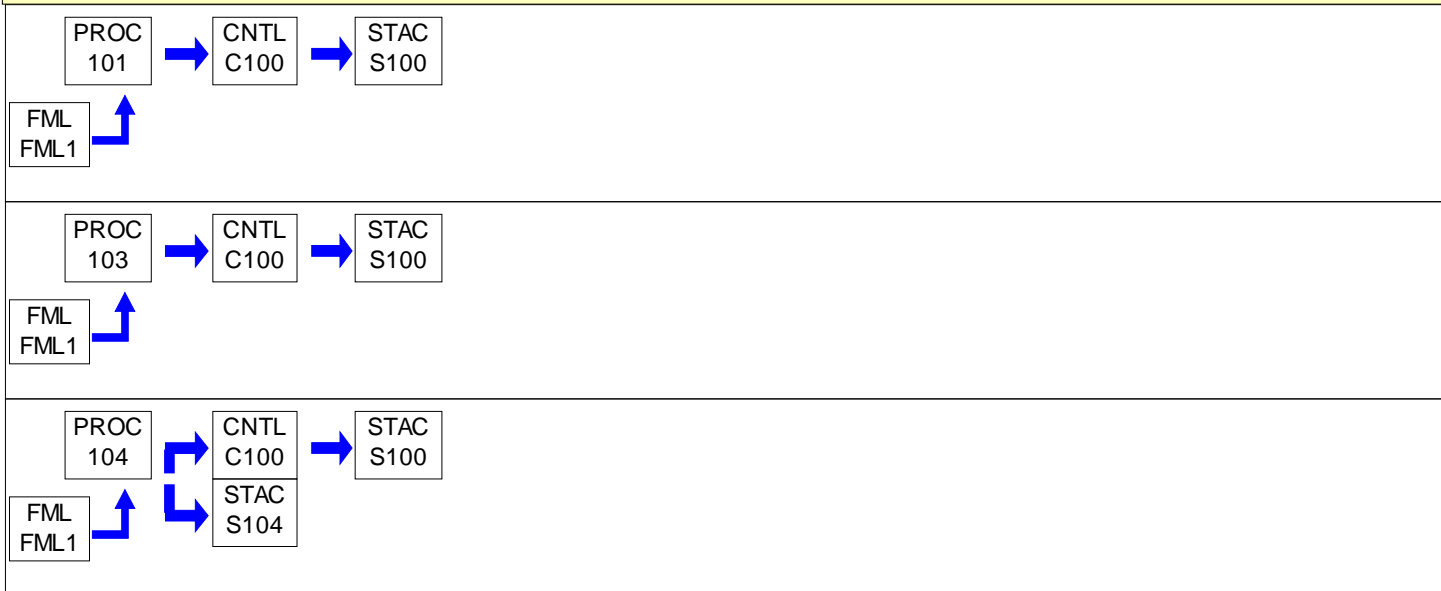 PROC
101
CNTL
C100
STAC
S100
FML
FML1
PROC
103
CNTL
C100
STAC
S100
FML
FML1
PROC
104
CNTL
C100
STAC
S100
STAC
S104
FML
FML1